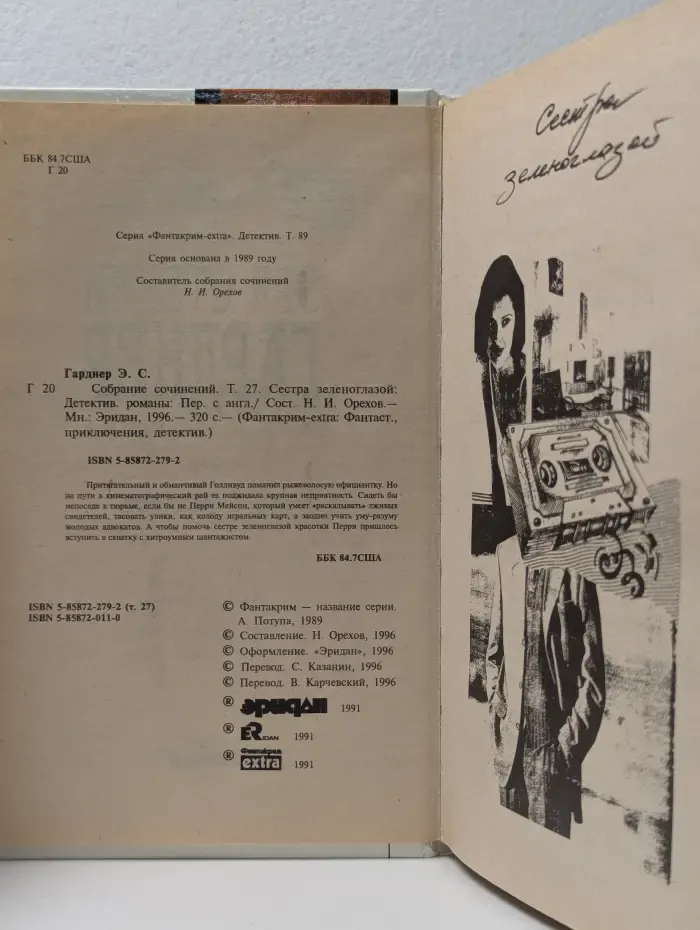 ББК 84.7США
Г 20
Серия «Фантакрим-extra». Детектив. Т. 89
Серия основана в 1989 году
Составитель собрания сочинений
Н. И. Орехов
Гарднер Э. С.
Г 20 Собрание сочинений. Т. 27. Сестра зеленоглазой:
Детектив. романы: Пер. с англ./ Сост. Н. И. Орехов.—
Мн.: Эридан, 1996.— 320 с.— (Фантакрим-extra: Фантаст.,
приключения, детектив.)
ISBN 5-85872-279-2
Притягательный и обманчивый Голливуд поманил рыжеволосую официантку. Но
на пути в кинематографический рай ее поджидала крупная неприятность. Сидеть бы
непоседе в тюрьме, если бы не Перри Мейсон, который умеет «раскалывать» лживых
свидетелей, тасовать улики, как колоду игральных карт, а заодно учить уму-разуму
молодых адвокатов. А чтобы помочь сестре зеленоглазой красотки Перри пришлось
вступить в схватку с хитроумным шантажистом.
ББК 84.7США
ISBN 5-85872-279-2 (т. 27)
ISBN 5-85872-011-0
© Фантакрим — название серии.
А. Потупа, 1989
© Составление. Н. Орехов, 1996
© Оформление. «Эридан», 1996
© Перевод. С. Казанин, 1996
© Перевод. В. Карчевский, 1996
® эридан 1991
® ER IDAN 1991
® Фантакрим extra 1991
Сестра
зеленоглазой